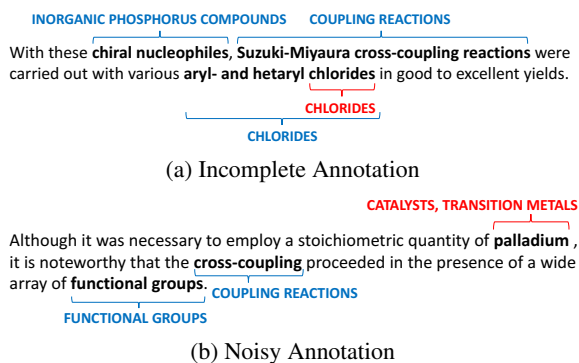 INORGANIC PHOSPHORUS COMPOUNDS COUPLING REACTIONS
With these chiral nucleophiles, Suzuki-Miyaura cross-coupling reactions were
carried out with various aryl- and hetaryl chlorides in good to excellent yields.
CHLORIDES
CHLORIDES
(a) Incomplete Annotation
CATALYSTS, TRANSITION METALS
Although it was necessary to employ a stoichiometric quantity of palladium ,
it is noteworthy that the cross-coupling proceeded in the presence of a wide
array of functional groups.
COUPLING REACTIONS
FUNCTIONAL GROUPS
(b) Noisy Annotation